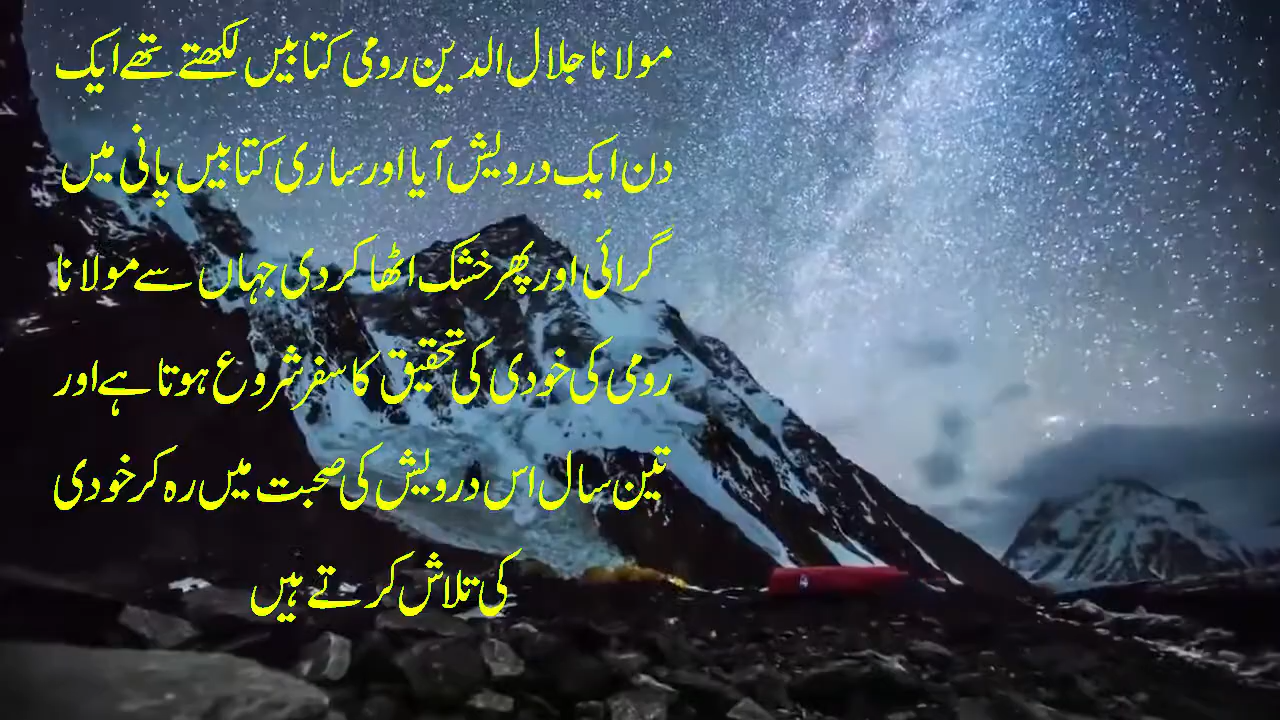 مولانا جلال الدین رومی کتابیں لکھتے تھے ایک
دن ایک درویش آیا اور ساری کتابیں پانی میں
گرائی اور پھر خشک اٹھا کر دی جہاں سے مولانا
رومی کی خودی کی تحقیق کا سفر شروع ہوتا ہے اور
تین سال اس درویش کی صحبت میں رہ کر خودی
کی تلاش کرتے ہیں